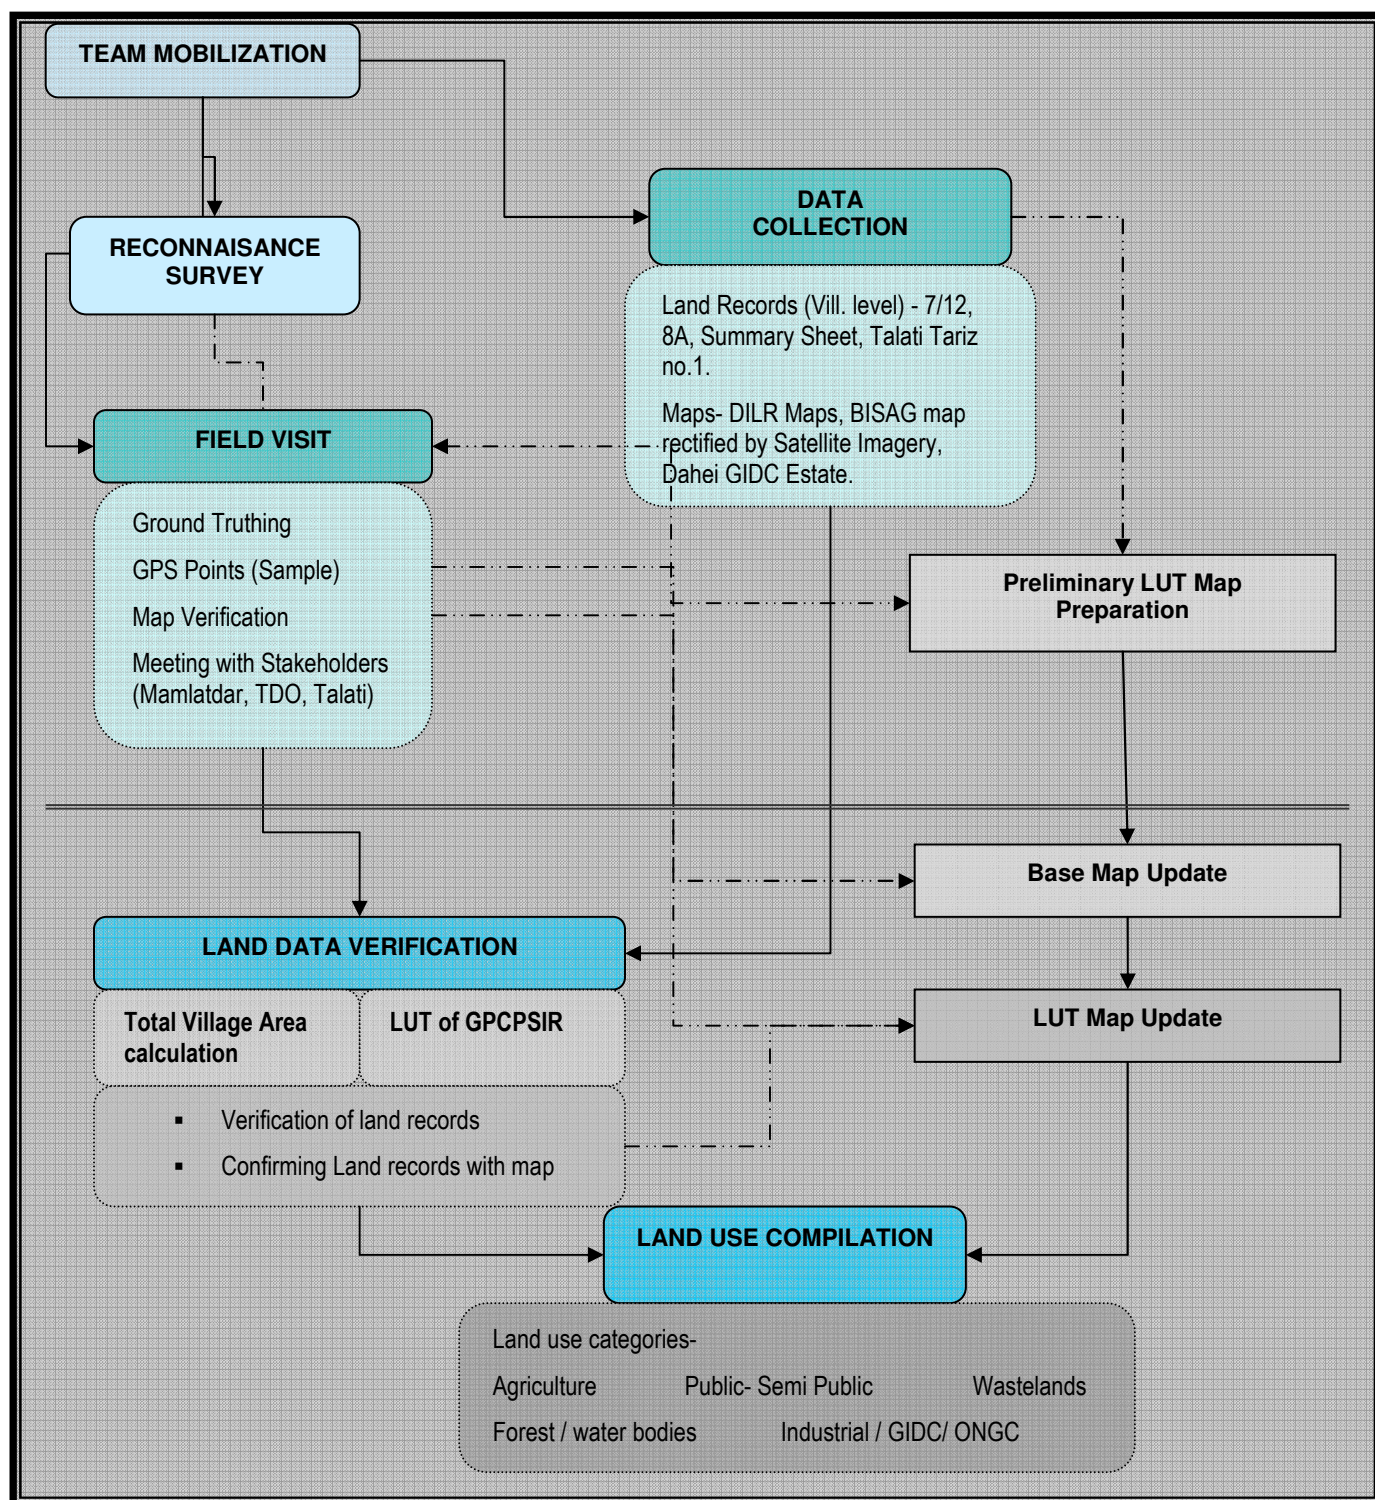 TEAM MOBILIZATION
DATA
COLLECTION
RECONNAISANCE
SURVEY
Land Records (Vill. level) - 7/12,
8A, Summary Sheet, Talati Tariz
no.1.
Maps- DILR Maps, BISAG map
rectified by Satellite Imagery,
Dahei GIDC Estate.
FIELD VISIT
Ground Truthing
GPS Points (Sample)
Map Verification
Meeting with Stakeholders
(Mamlatdar, TDO, Talati)
Preliminary LUT Map
Preparation
Base Map Update
LAND DATA VERIFICATION
Total Village Area
calculation
LUT of GPCPSIR
LUT Map Update
▪ Verification of land records
▪ Confirming Land records with map
LAND USE COMPILATION
Land use categories-
Agriculture Public- Semi Public Wastelands
Forest / water bodies Industrial / GIDC/ ONGC